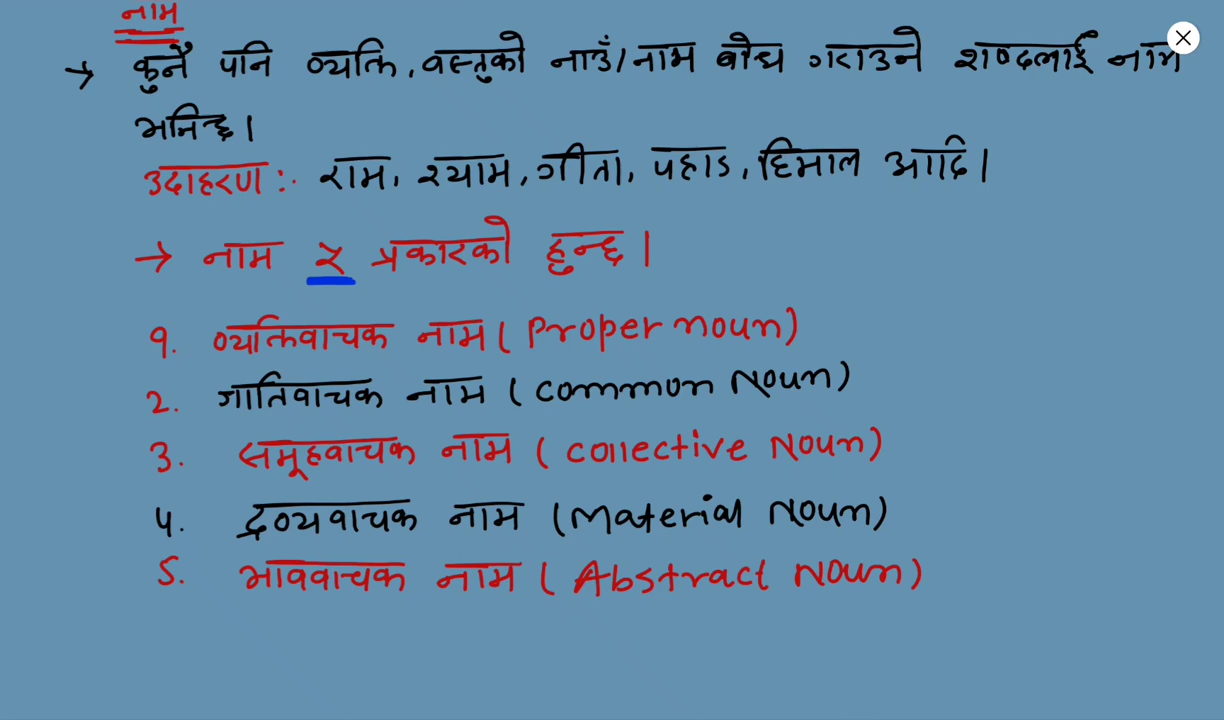 नाम
→ कुनै पनि व्यक्ति, वस्तुको नाउँ/नाम बोध गराउने शब्दलाई नाम
भनिन्छ।
उदाहरण:- राम, श्याम, गीता, पहाड, हिमाल आदि।
→ नाम ५ प्रकारको हुन्छ।
१. व्यक्तिवाचक नाम (Proper noun)
2. जातिवाचक नाम (Common Noun)
3. समूहवाचक नाम (Collective Noun)
4. द्रव्यवाचक नाम (Material Noun)
5. भाववाचक नाम (Abstract Noun)